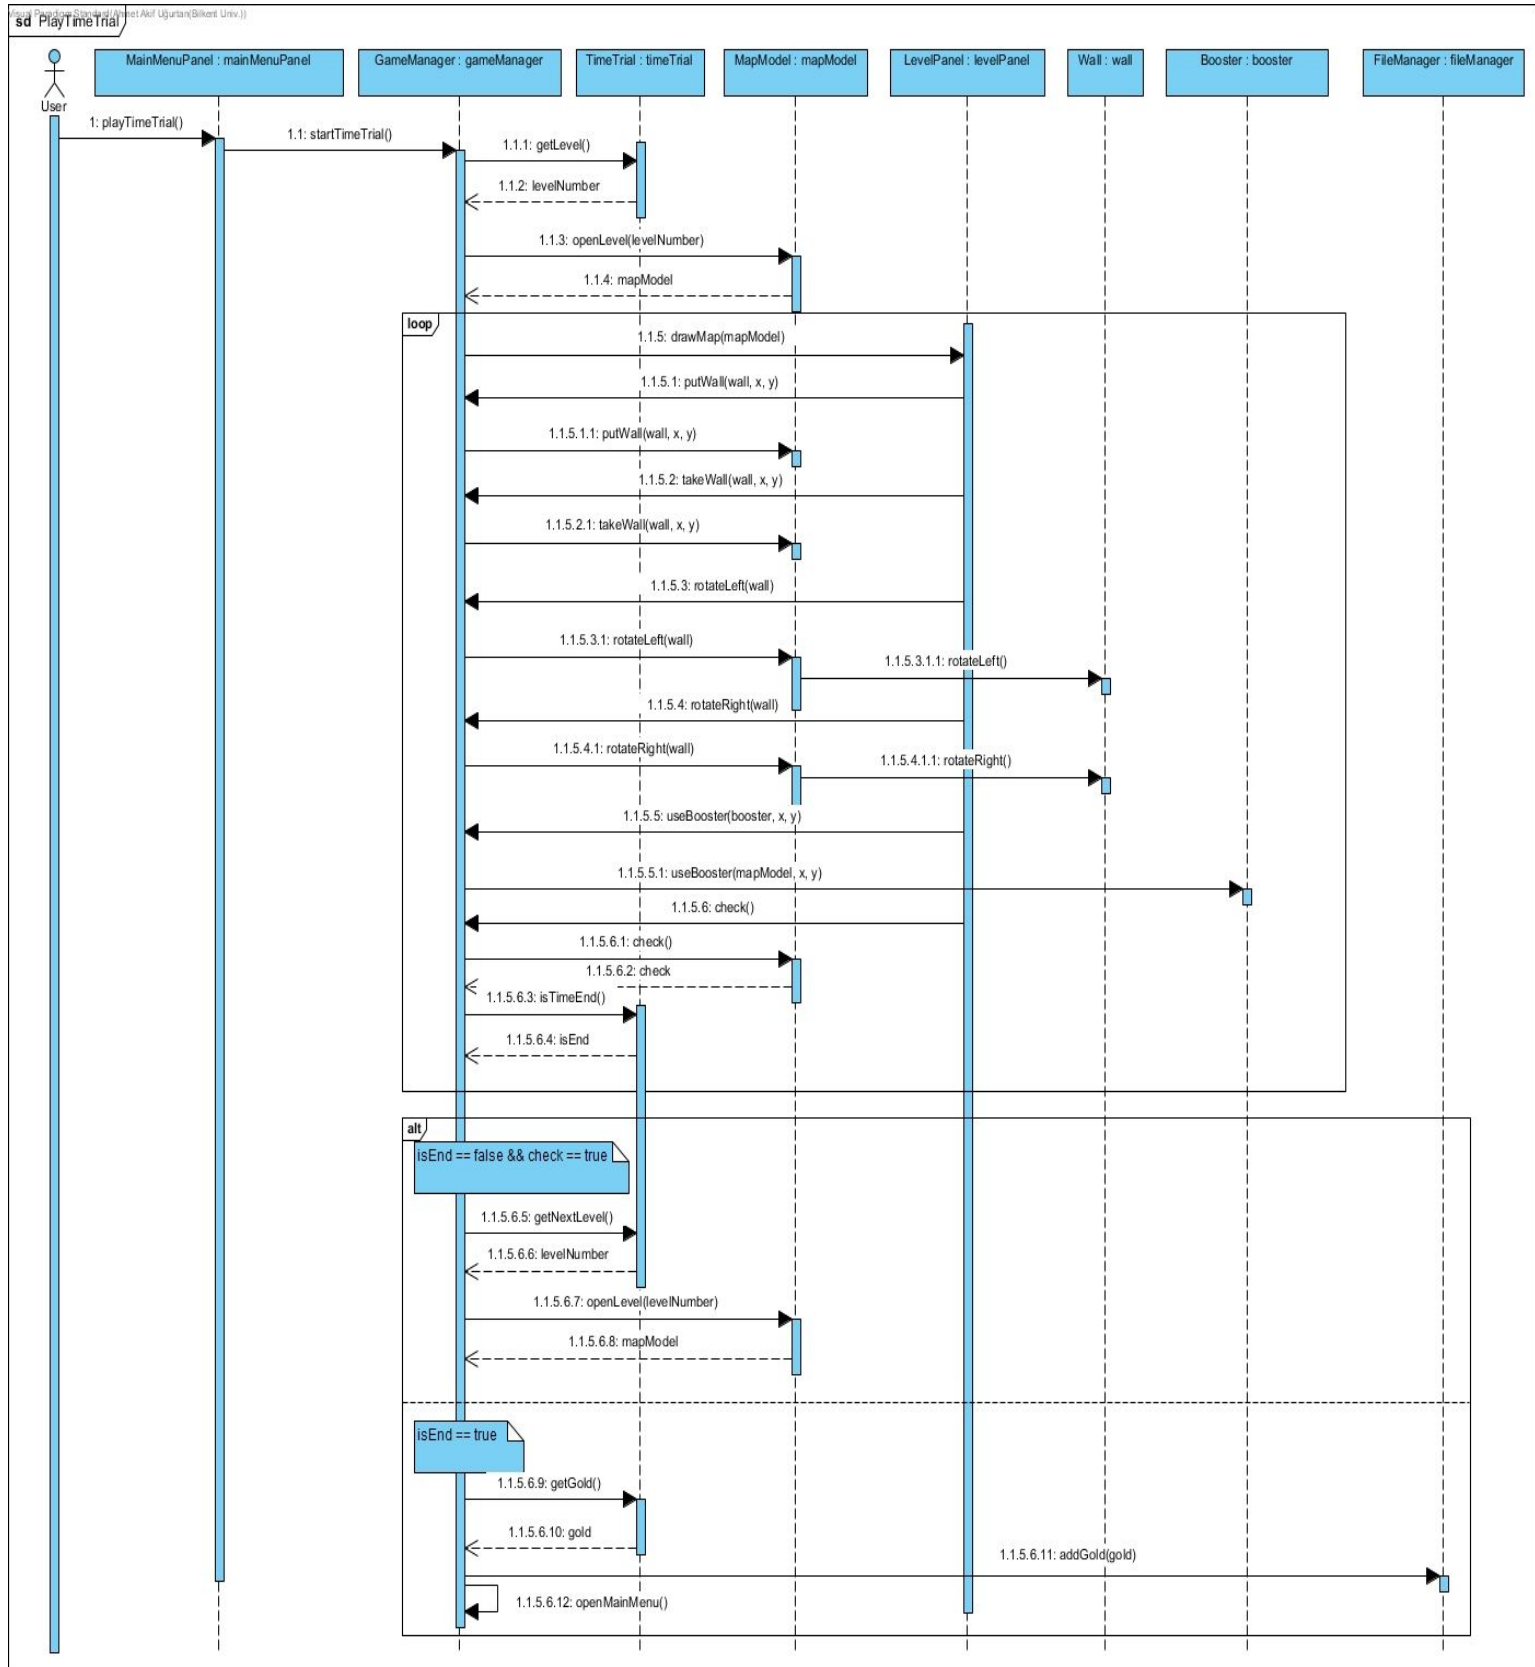 Visual Paradigm Standard(Ahmet Akif Uğurtan(Bilkent Univ.))
sd PlayTimeTrial
MainMenuPanel : mainMenuPanel
GameManager : gameManager
TimeTrial : timeTrial
MapModel : mapModel
LevelPanel : levelPanel
Wall : wall
Booster : booster
FileManager : fileManager
User
1: playTimeTrial()
1.1: startTimeTrial()
1.1.1: getLevel()
1.1.2: levelNumber
1.1.3: openLevel(levelNumber)
1.1.4: mapModel
loop
1.1.5: drawMap(mapModel)
1.1.5.1: putWall(wall, x, y)
1.1.5.1.1: putWall(wall, x, y)
1.1.5.2: takeWall(wall, x, y)
1.1.5.2.1: takeWall(wall, x, y)
1.1.5.3: rotateLeft(wall)
1.1.5.3.1: rotateLeft(wall)
1.1.5.3.1.1: rotateLeft()
1.1.5.4: rotateRight(wall)
1.1.5.4.1: rotateRight(wall)
1.1.5.4.1.1: rotateRight()
1.1.5.5: useBooster(booster, x, y)
1.1.5.5.1: useBooster(mapModel, x, y)
1.1.5.6: check()
1.1.5.6.1: check()
1.1.5.6.2: check
1.1.5.6.3: isTimeEnd()
1.1.5.6.4: isEnd
alt
isEnd == false && check == true
1.1.5.6.5: getNextLevel()
1.1.5.6.6: levelNumber
1.1.5.6.7: openLevel(levelNumber)
1.1.5.6.8: mapModel
isEnd == true
1.1.5.6.9: getGold()
1.1.5.6.10: gold
1.1.5.6.11: addGold(gold)
1.1.5.6.12: openMainMenu()